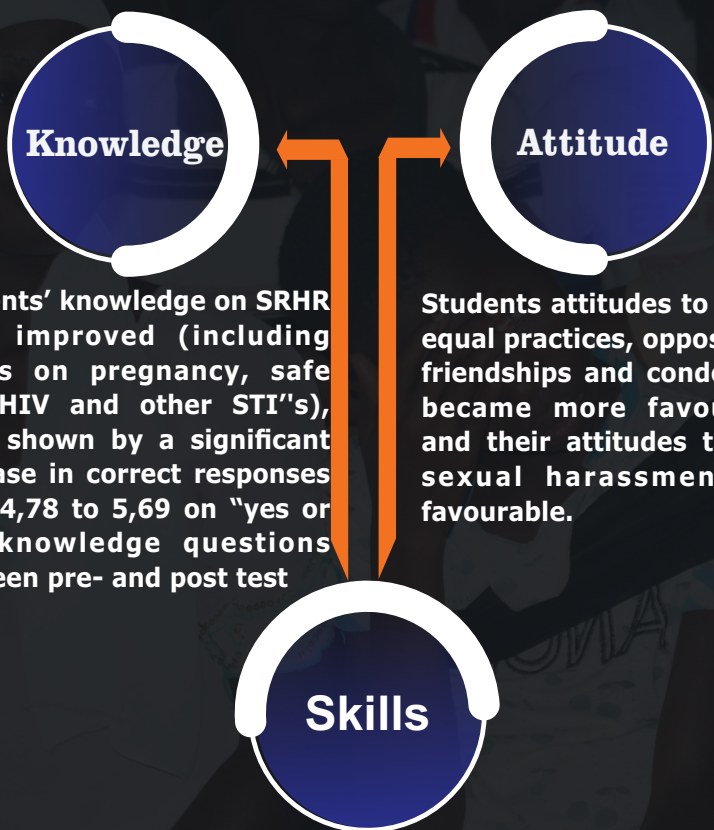 Knowledge
Attitude
ents’ knowledge on SRHR
improved (including
s on pregnancy, safe
HIV and other STI"s),
shown by a significant
ase in correct responses
4,78 to 5,69 on “yes or
knowledge questions
een pre- and post test
Students attitudes to
equal practices, oppos
friendships and cond
became more favou
and their attitudes t
sexual harassmen
favourable.
Skills